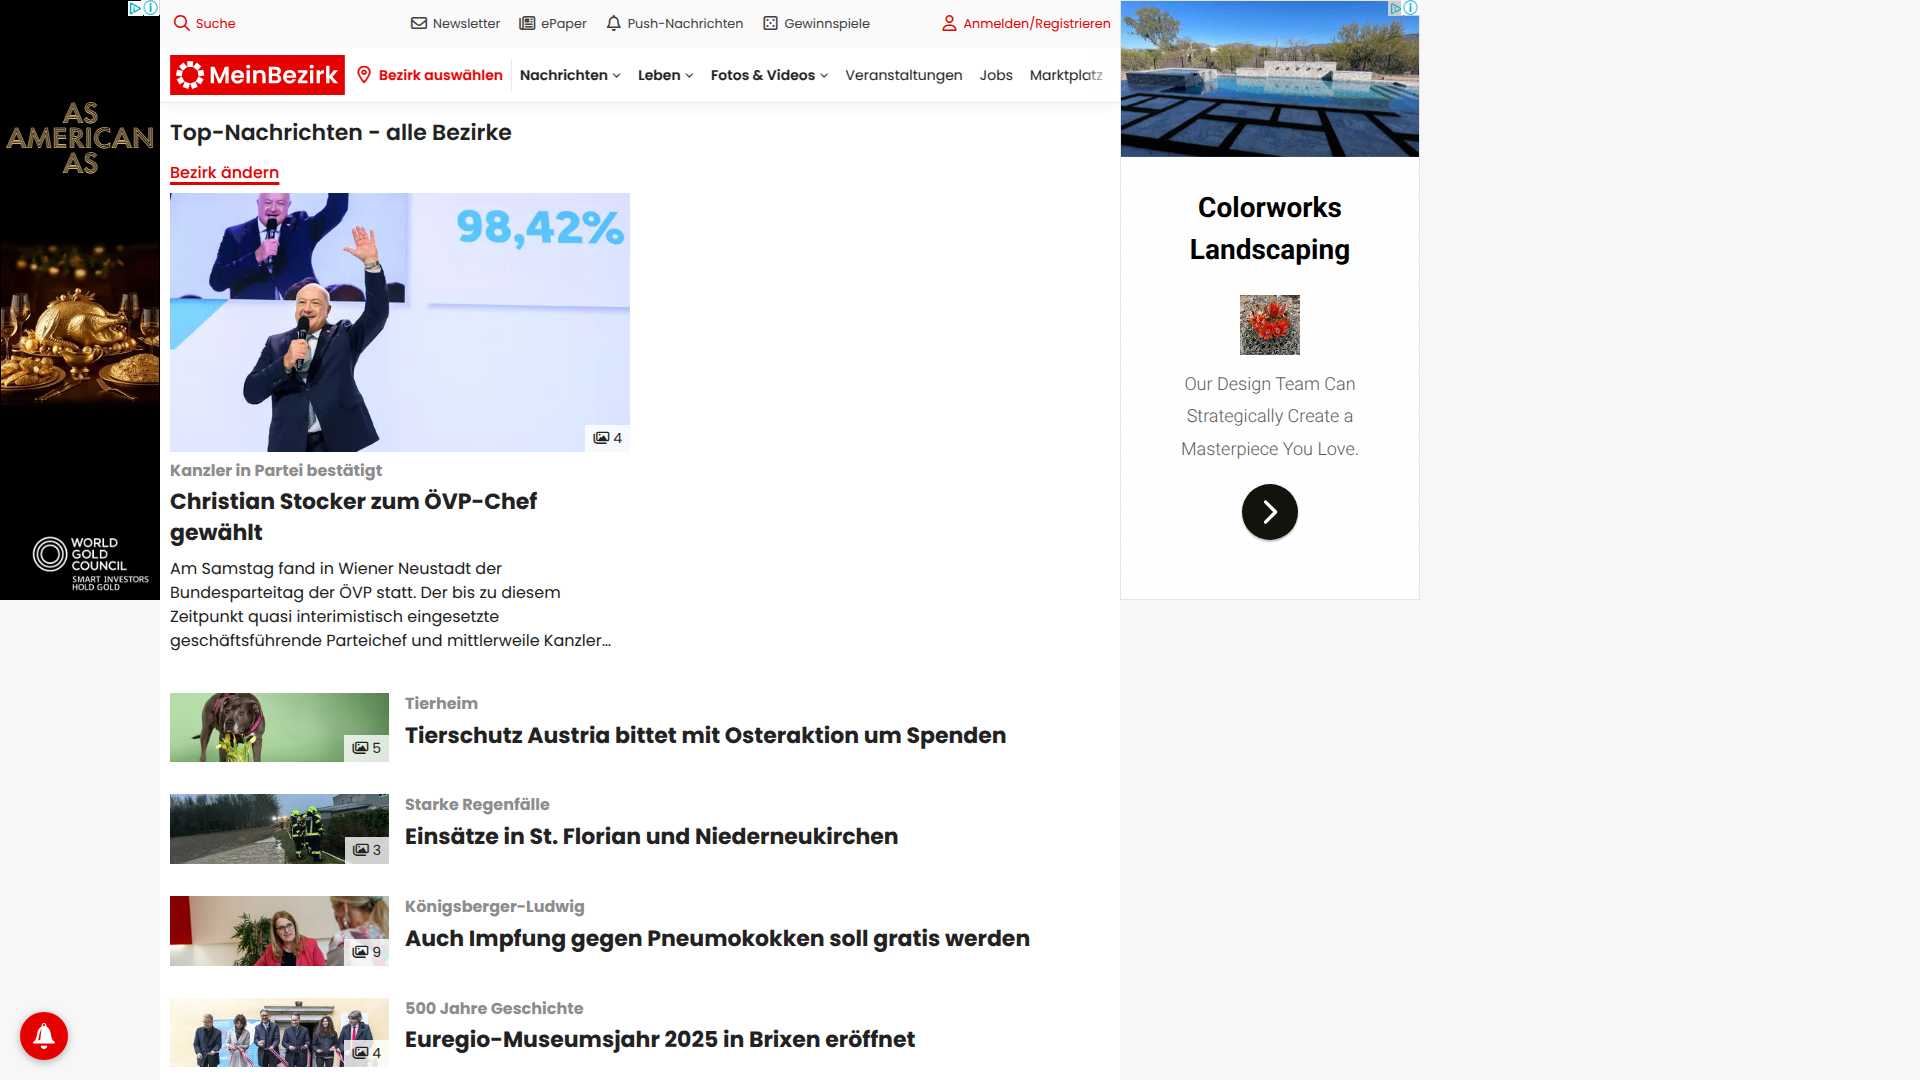 Suche
Newsletter
ePaper
Push-Nachrichten
Gewinnspiele
Anmelden/Registrieren
MeinBezirk
Bezirk auswählen
Nachrichten
Leben
Fotos & Videos
Veranstaltungen
Jobs
Marktplatz
AS
AMERICAN
AS
WORLD
GOLD
COUNCIL
SMART INVESTORS
HOLD GOLD
Top-Nachrichten - alle Bezirke
Bezirk ändern
98,42%
4
Kanzler in Partei bestätigt
Christian Stocker zum ÖVP-Chef
gewählt
Am Samstag fand in Wiener Neustadt der
Bundesparteitag der ÖVP statt. Der bis zu diesem
Zeitpunkt quasi interimistisch eingesetzte
geschäftsführende Parteichef und mittlerweile Kanzler...
5
Tierheim
Tierschutz Austria bittet mit Osteraktion um Spenden
3
Starke Regenfälle
Einsätze in St. Florian und Niederneukirchen
9
Königsberger-Ludwig
Auch Impfung gegen Pneumokokken soll gratis werden
4
500 Jahre Geschichte
Euregio-Museumsjahr 2025 in Brixen eröffnet
Colorworks
Landscaping
Our Design Team Can
Strategically Create a
Masterpiece You Love.